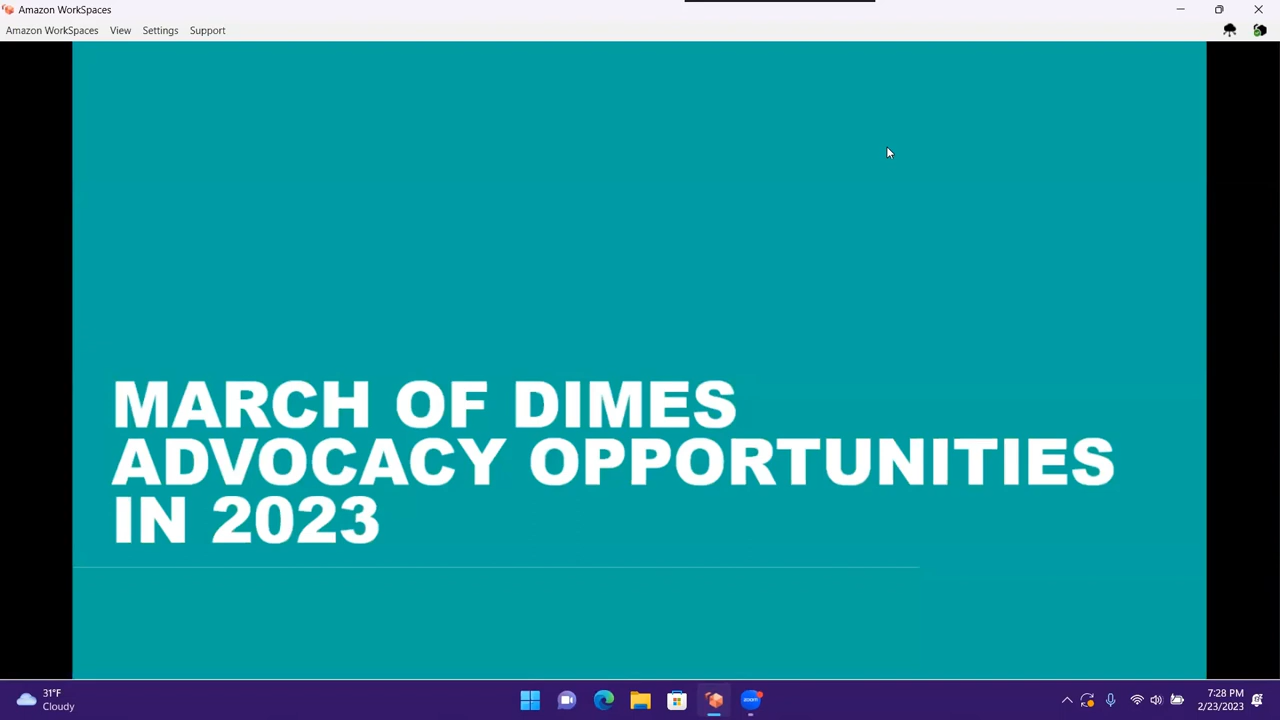 Amazon WorkSpaces
Amazon WorkSpaces View Settings Support
MARCH OF DIMES
ADVOCACY OPPORTUNITIES
IN 2023
31°F
Cloudy
zoom
7:28 PM
2/23/2023